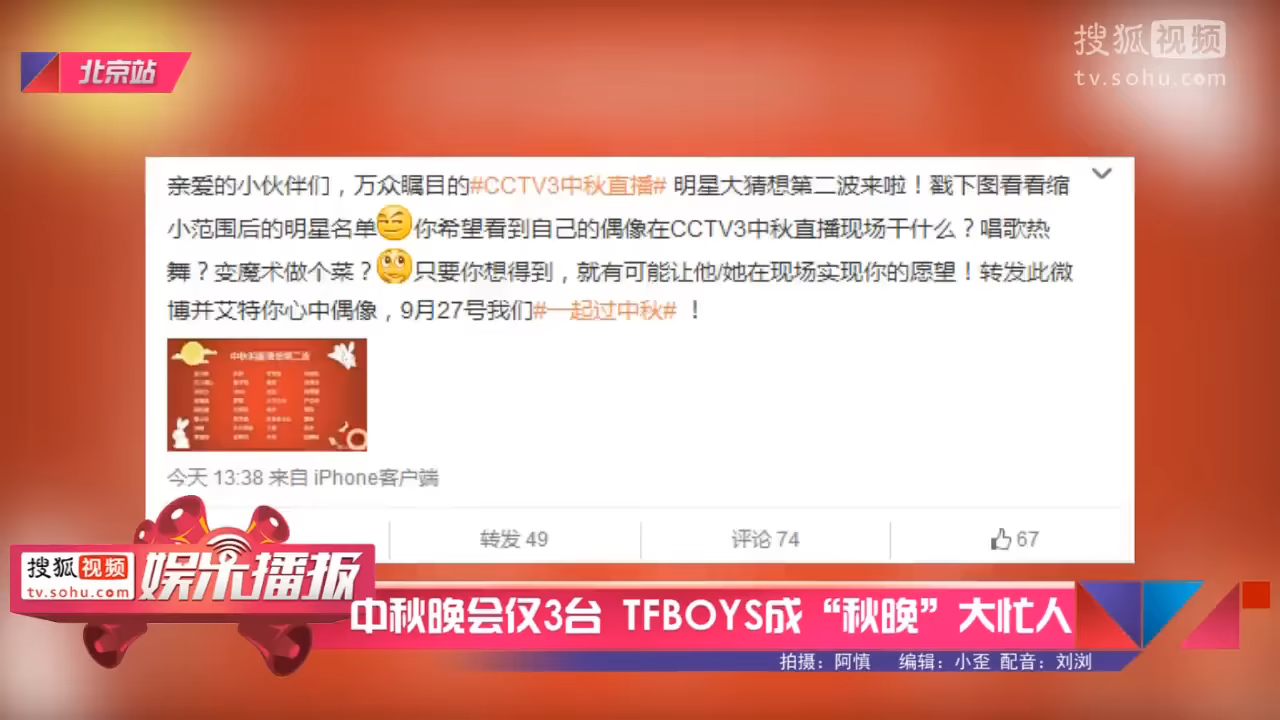 搜狐视频
tv.sohu.com
北京站
亲爱的小伙伴们，万众瞩目的#CCTV3中秋直播# 明星大猜想第二波来啦！戳下图看看缩
小范围后的明星名单 你希望看到自己的偶像在CCTV3中秋直播现场干什么？唱歌热
舞？变魔术做个菜？ 只要你想得到，就有可能让他/她在现场实现你的愿望！转发此微
博并艾特你心中偶像，9月27号我们#一起过中秋# ！
今天 13:38 来自 iPhone客户端
转发 49
评论 74
67
搜狐视频
tv.sohu.com
娱乐播报
中秋晚会仅3台 TFBOYS成“秋晚”大忙人
拍摄：阿慎 编辑：小歪 配音：刘浏